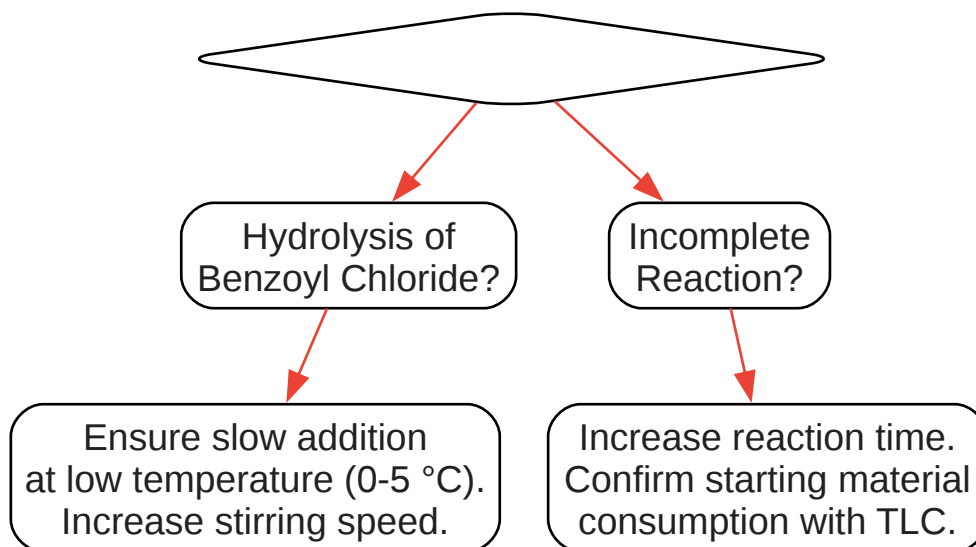 Hydrolysis of
Benzoyl Chloride?
Incomplete
Reaction?
Ensure slow addition
at low temperature (0-5 °C).
Increase stirring speed.
Increase reaction time.
Confirm starting material
consumption with TLC.